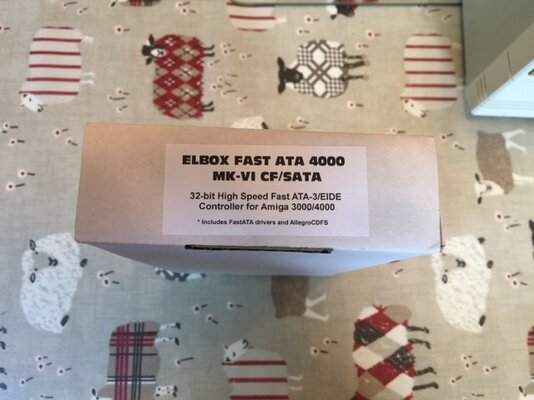 ELBOX FAST ATA 4000
MK-VI CF/SATA
32-bit High Speed Fast ATA-3/EIDE
Controller for Amiga 3000/4000
* Includes FastATA drivers and AllegroCDFS